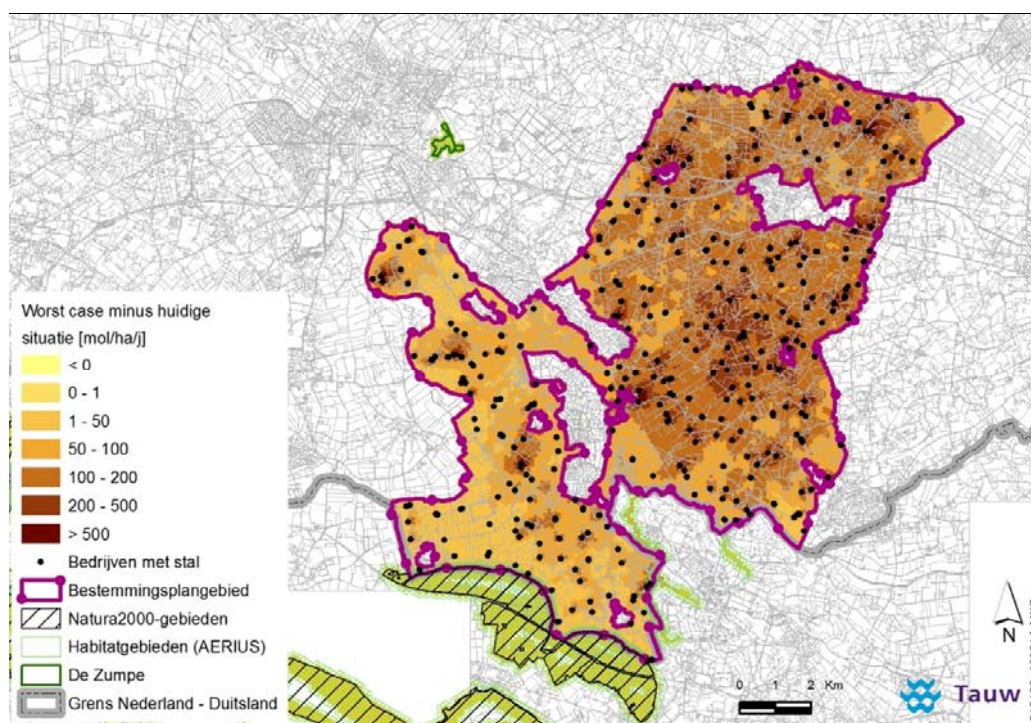 Worst case minus huidige
situatie [mol/ha/j]
< 0
0 - 1
1 - 50
50 - 100
100 - 200
200 - 500
> 500
Bedrijven met stal
Bestemmingsplangebied
Natura2000-gebieden
Habitatgebieden (AERIUS)
De Zumpe
Grens Nederland - Duitsland
0 1 2 Km
N
Tauw